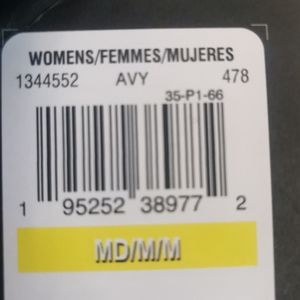 WOMENS/FEMMES/MUJERES
1344552 AVY 478
35-P1-66
1 95252 38977 2
MD/M/M